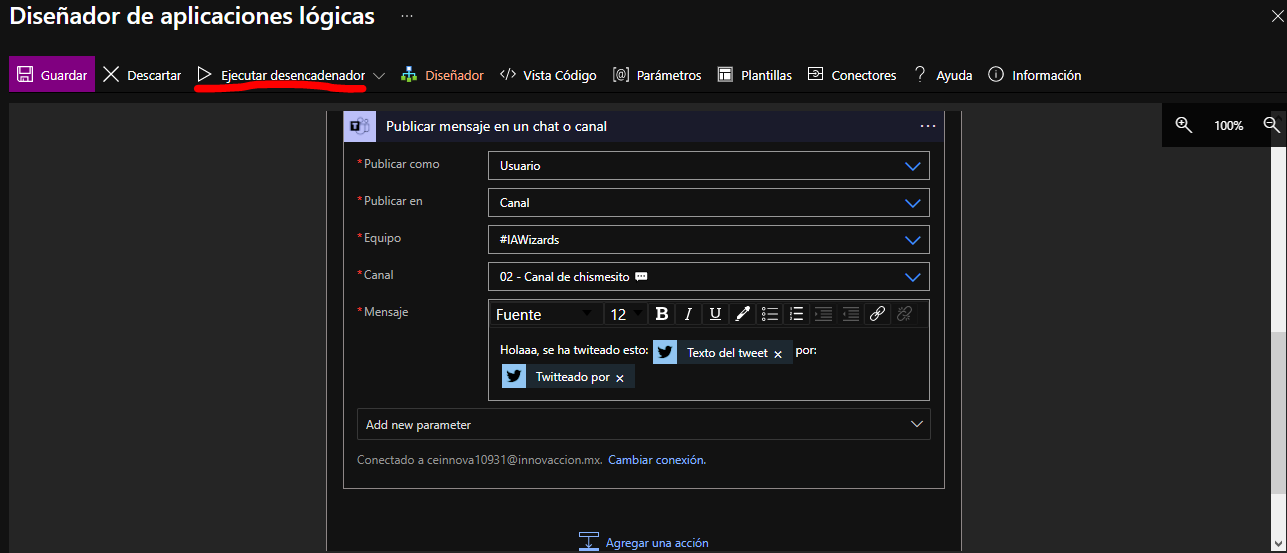 Diseñador de aplicaciones lógicas ...
Guardar Descartar Ejecutar desencadenador Diseñador </> Vista Código [@] Parámetros Plantillas Conectores ? Ayuda Información
100%
Publicar mensaje en un chat o canal ...
*Publicar como Usuario
*Publicar en Canal
*Equipo #IAWizards
*Canal 02 - Canal de chismesito 💬
*Mensaje Fuente 12 B I U
Holaaa, se ha twiteado esto: Texto del tweet × por:
Twitteado por ×
Add new parameter
Conectado a ceinnova10931@innovaccion.mx. Cambiar conexión.
Agregar una acción